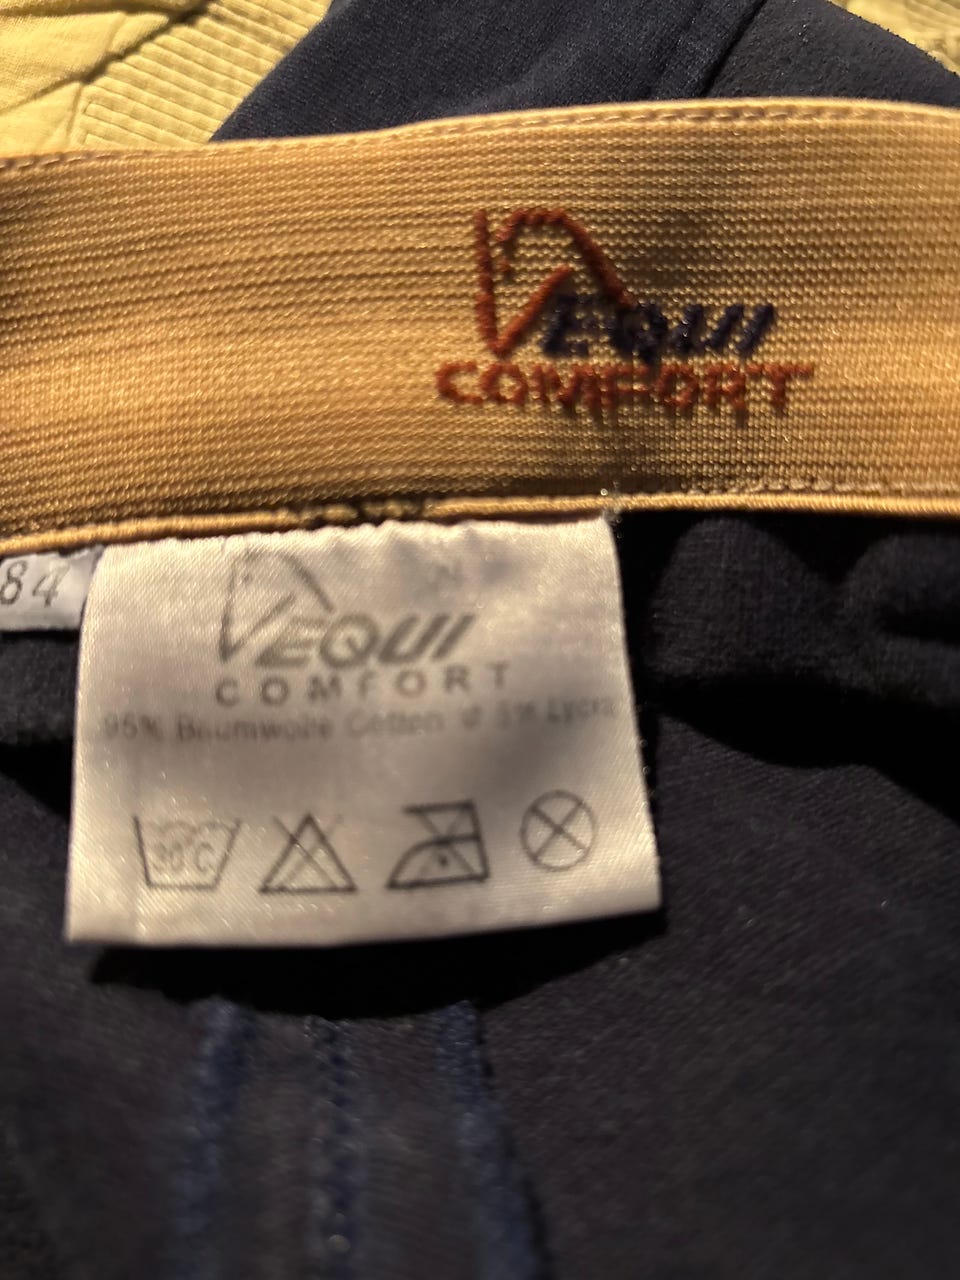 EQUI
COMFORT
84
EQUI
COMFORT
95% Baumwolle Cotton 5% Lycra
30°C